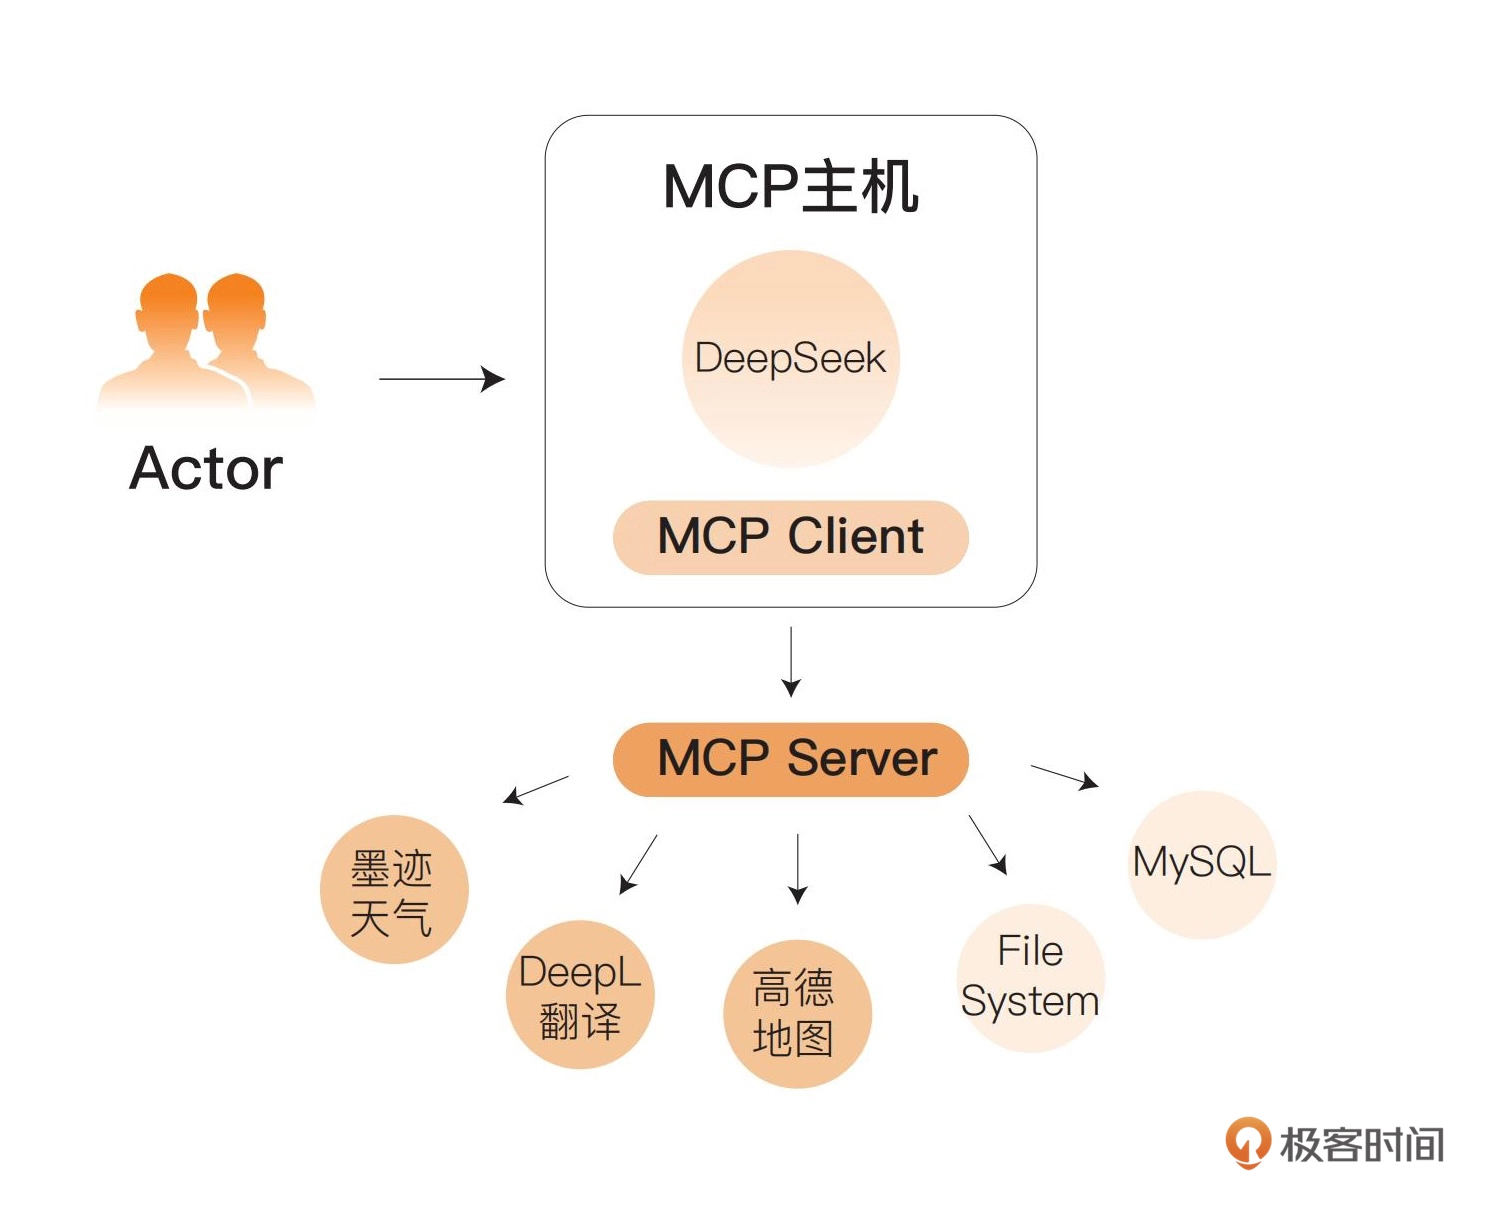 MCP主机
DeepSeek
Actor
MCP Client
MCP Server
墨迹
天气
DeepL
翻译
高德
地图
File
System
MySQL
极客时间